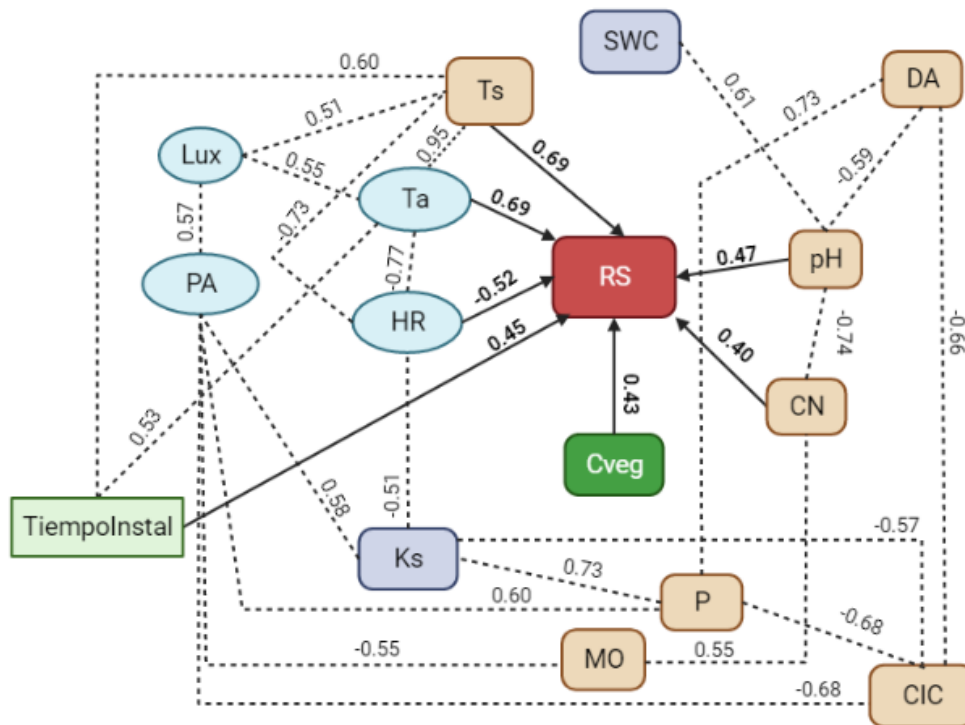 SWC
0.60
Ts
DA
0.51
0.61
0.73
Lux
0.95
0.55
0.69
-0.59
Ta
0.69
0.57
-0.73
-0.77
pH
0.47
RS
PA
HR
-0.52
0.45
-0.74
-0.66
0.40
CN
0.53
0.43
Cveg
0.58
-0.51
TiempoInstal
-0.57
Ks
0.73
0.60
P
-0.68
-0.55
MO
0.55
-0.68
CIC